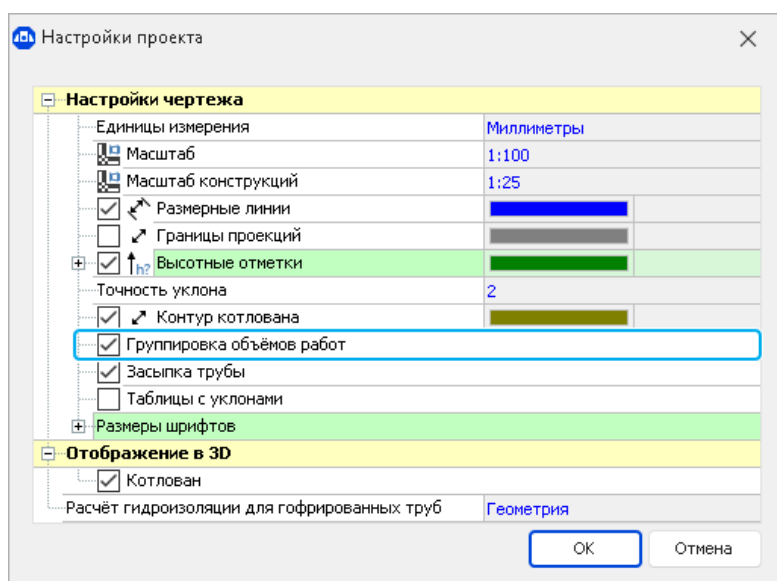 Настройки проекта
Настройки чертежа
Единицы измерения Миллиметры
Масштаб 1:100
Масштаб конструкций 1:25
Размерные линии
Границы проекций
h? Высотные отметки
Точность уклона 2
Контур котлована
Группировка объёмов работ
Засыпка трубы
Таблицы с уклонами
Размеры шрифтов
Отображение в 3D
Котлован
Расчёт гидроизоляции для гофрированных труб Геометрия
OK Отмена